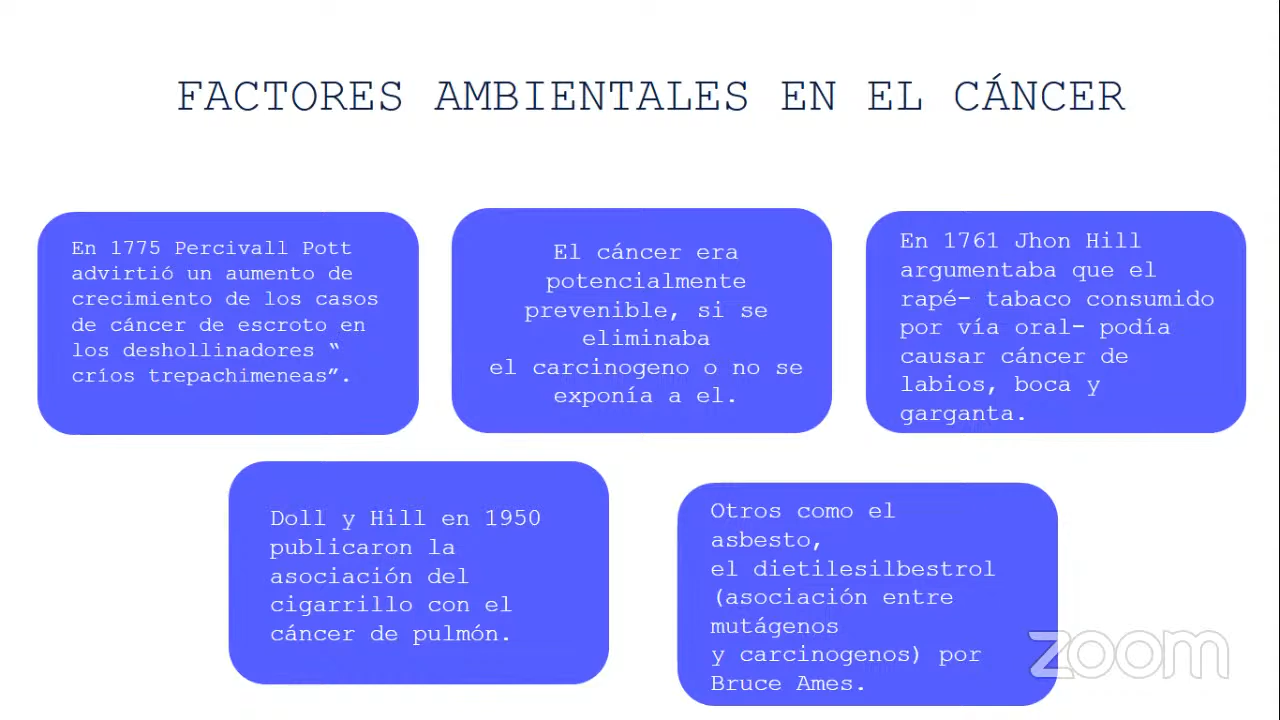 FACTORES AMBIENTALES EN EL CÁNCER
En 1775 Percivall Pott
advirtió un aumento de
crecimiento de los casos
de cáncer de escroto en
los deshollinadores “
críos trepachimeneas”.
El cáncer era
potencialmente
prevenible, si se
eliminaba
el carcinogeno o no se
exponía a el.
En 1761 Jhon Hill
argumentaba que el
rapé- tabaco consumido
por vía oral- podía
causar cáncer de
labios, boca y
garganta.
Doll y Hill en 1950
publicaron la
asociación del
cigarrillo con el
cáncer de pulmón.
Otros como el
asbesto,
el dietilesilbestrol
(asociación entre
mutágenos
y carcinogenos) por
Bruce Ames.
zoom